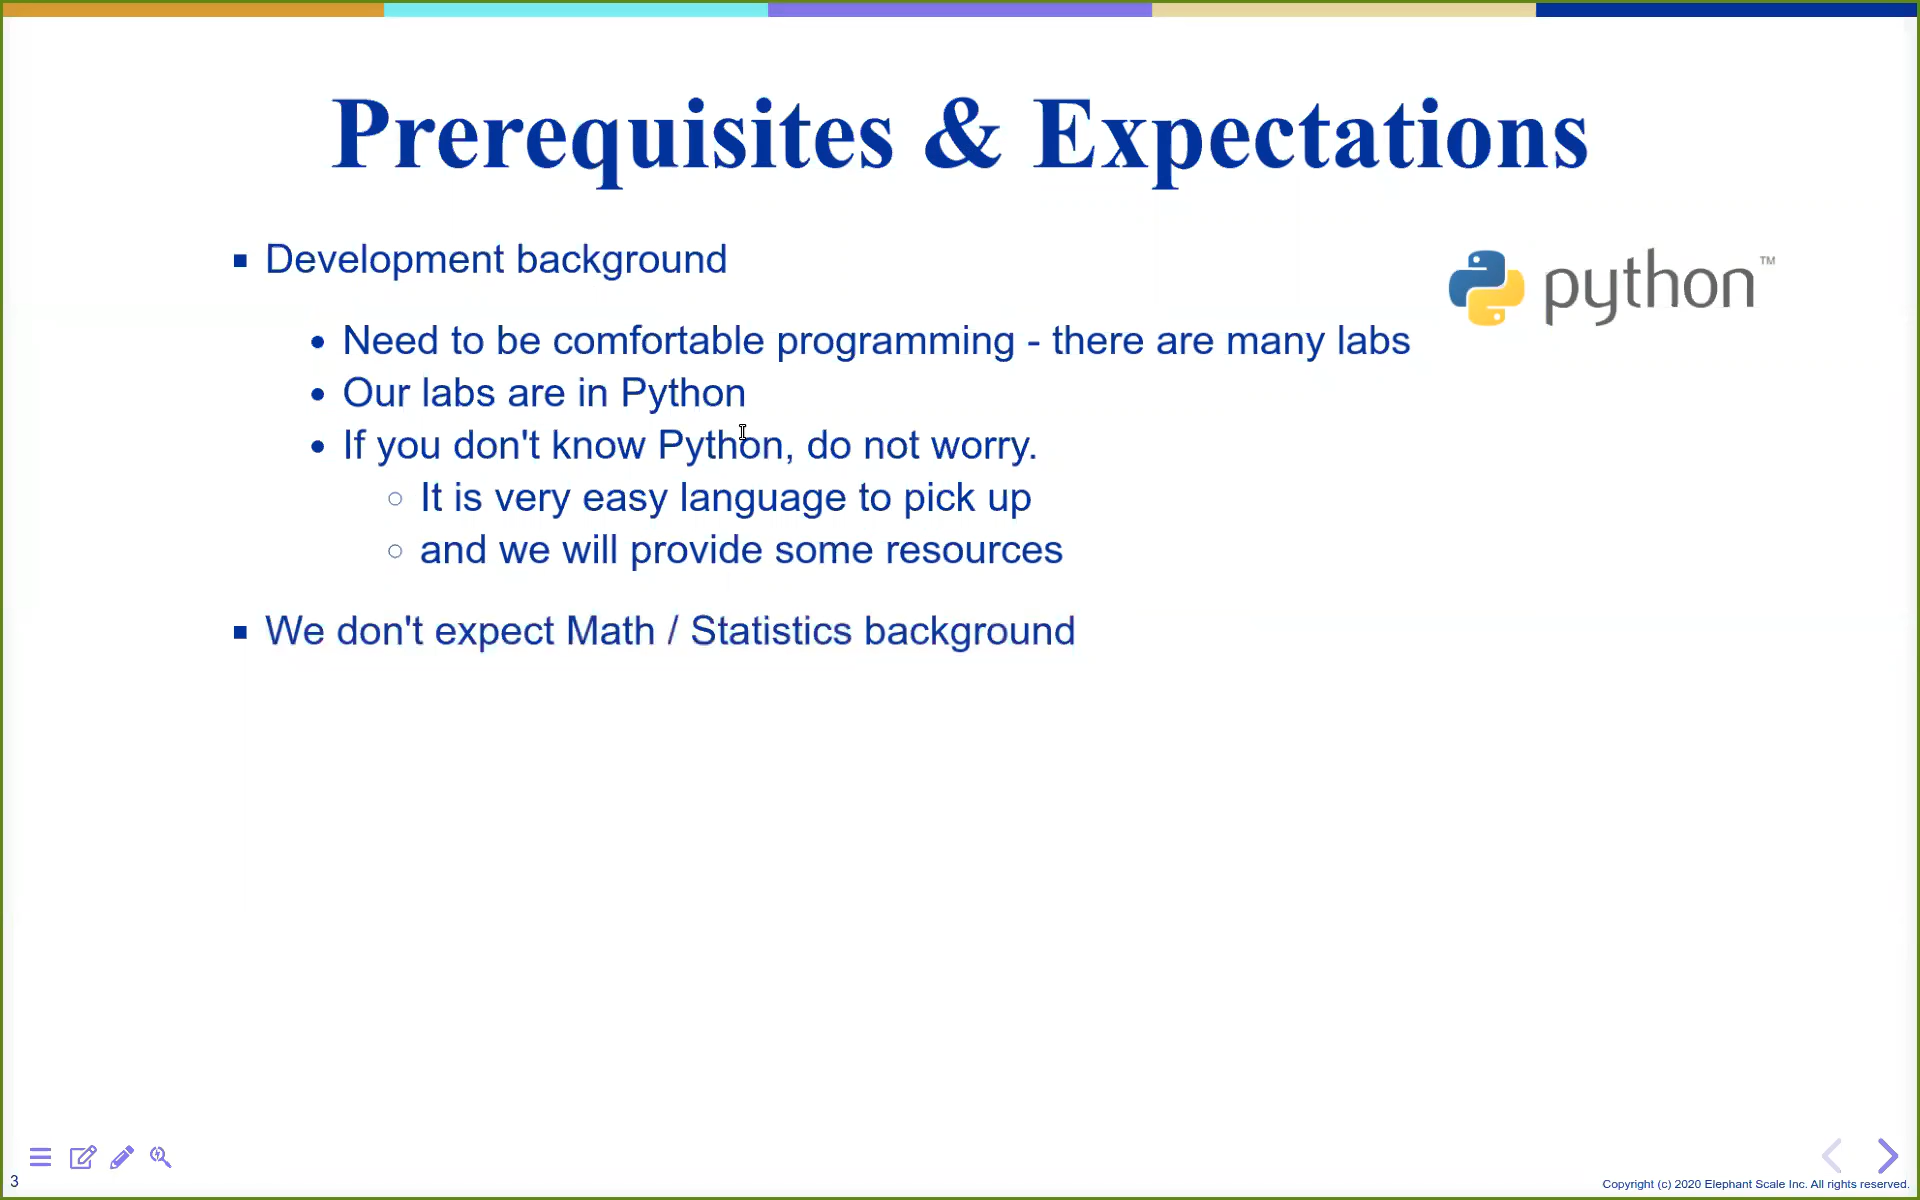 Prerequisites & Expectations
Development background
python™
Need to be comfortable programming - there are many labs
Our labs are in Python
If you don't know Python, do not worry.
It is very easy language to pick up
and we will provide some resources
We don't expect Math / Statistics background
3
Copyright (c) 2020 Elephant Scale Inc. All rights reserved.